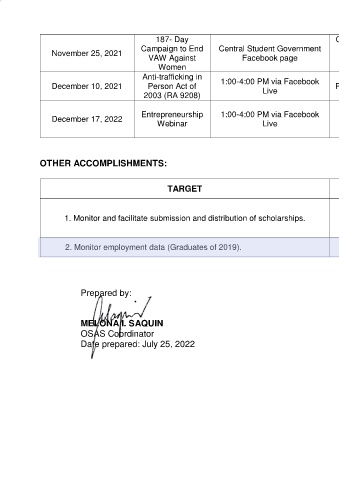 November 25, 2021
187- Day
Campaign to End
VAW Against
Women
Central Student Government
Facebook page
December 10, 2021
Anti-trafficking in
Person Act of
2003 (RA 9208)
1:00-4:00 PM via Facebook
Live
December 17, 2022
Entrepreneurship
Webinar
1:00-4:00 PM via Facebook
Live
OTHER ACCOMPLISHMENTS:
TARGET
1. Monitor and facilitate submission and distribution of scholarships.
2. Monitor employment data (Graduates of 2019).
Prepared by:
MELONA I. SAQUIN
OSAS Coordinator
Date prepared: July 25, 2022